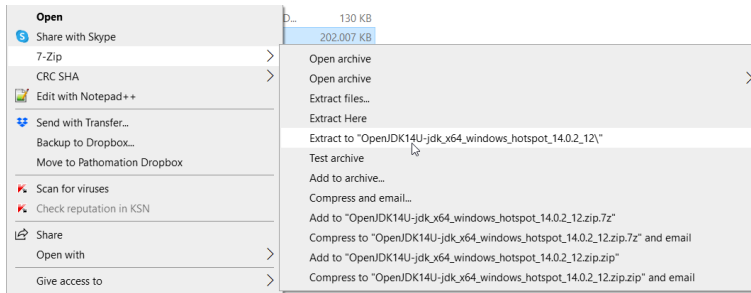 Open
Share with Skype
7-Zip
CRC SHA
Edit with Notepad++
Send with Transfer...
Backup to Dropbox...
Move to Pathomation Dropbox
Scan for viruses
Check reputation in KSN
Share
Open with
Give access to
D... 130 KB
202.007 KB
Open archive
Open archive
Extract files...
Extract Here
Extract to "OpenJDK14U-jdk_x64_windows_hotspot_14.0.2_12\"
Test archive
Add to archive...
Compress and email...
Add to "OpenJDK14U-jdk_x64_windows_hotspot_14.0.2_12.zip.7z"
Compress to "OpenJDK14U-jdk_x64_windows_hotspot_14.0.2_12.zip.7z" and email
Add to "OpenJDK14U-jdk_x64_windows_hotspot_14.0.2_12.zip.zip"
Compress to "OpenJDK14U-jdk_x64_windows_hotspot_14.0.2_12.zip.zip" and email